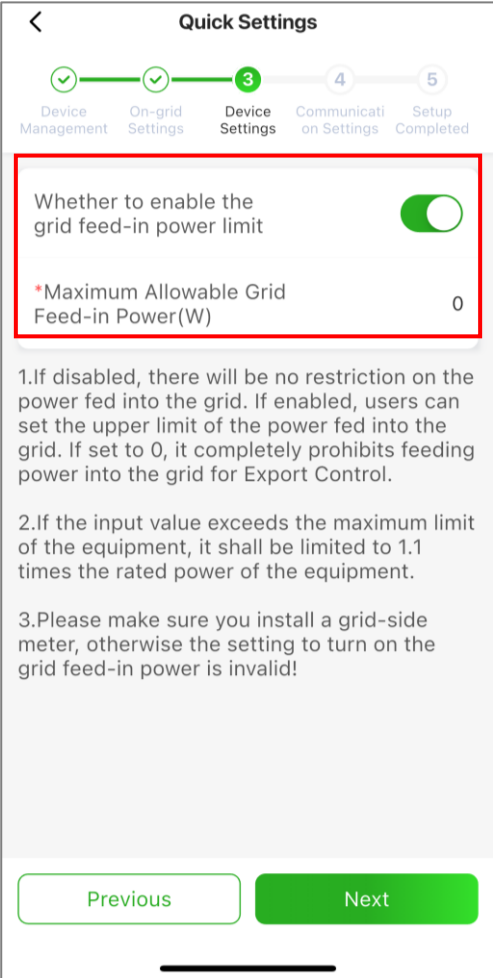 Quick Settings
3
4
5
Device
Management
On-grid
Settings
Device
Settings
Communicati
on Settings
Setup
Completed
Whether to enable the
grid feed-in power limit
*Maximum Allowable Grid
Feed-in Power(W)
0
1.If disabled, there will be no restriction on the
power fed into the grid. If enabled, users can
set the upper limit of the power fed into the
grid. If set to 0, it completely prohibits feeding
power into the grid for Export Control.
2.If the input value exceeds the maximum limit
of the equipment, it shall be limited to 1.1
times the rated power of the equipment.
3.Please make sure you install a grid-side
meter, otherwise the setting to turn on the
grid feed-in power is invalid!
Previous
Next